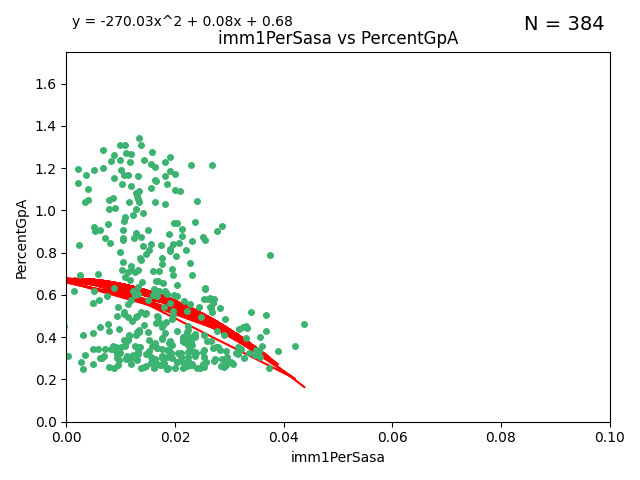 y = -270.03x^2 + 0.08x + 0.68
N = 384
imm1PerSasa vs PercentGpA
PercentGpA
1.6
1.4
1.2
1.0
0.8
0.6
0.4
0.2
0.0
0.00 0.02 0.04 0.06 0.08 0.10
imm1PerSasa